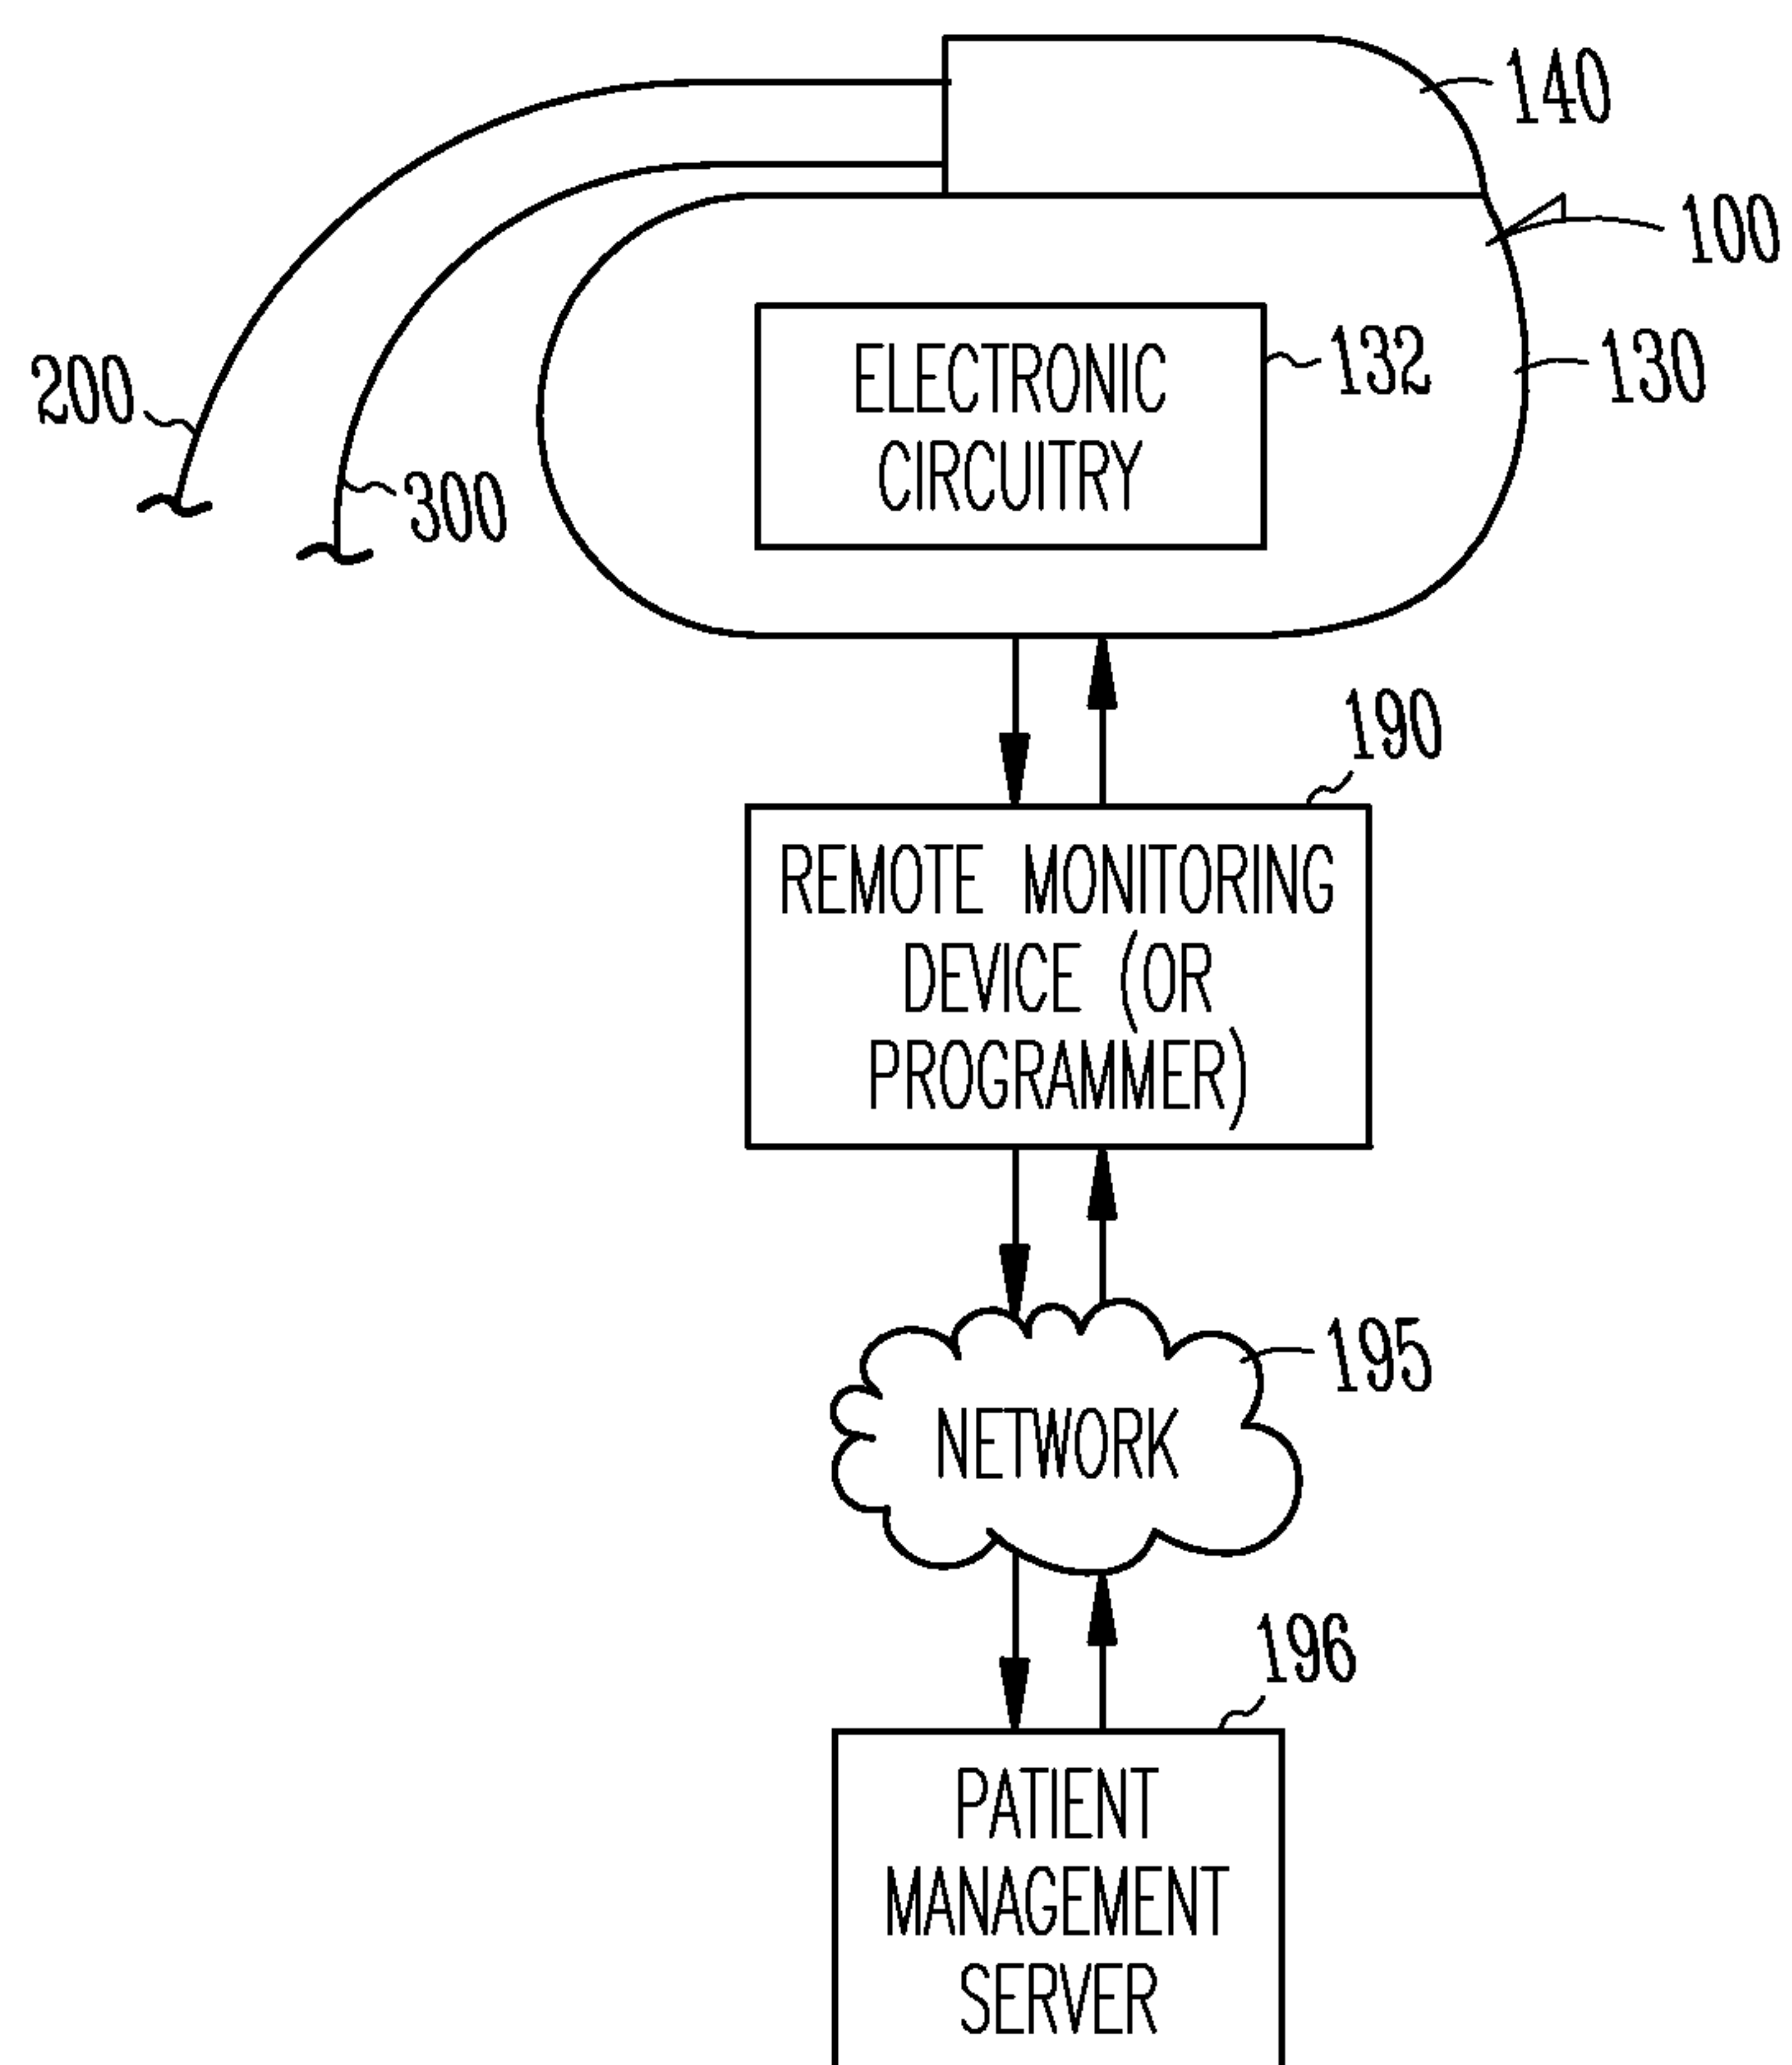 140
100
ELECTRONIC
CIRCUITRY
132
130
200
300
190
REMOTE MONITORING
DEVICE (OR
PROGRAMMER)
195
NETWORK
196
PATIENT
MANAGEMENT
SERVER